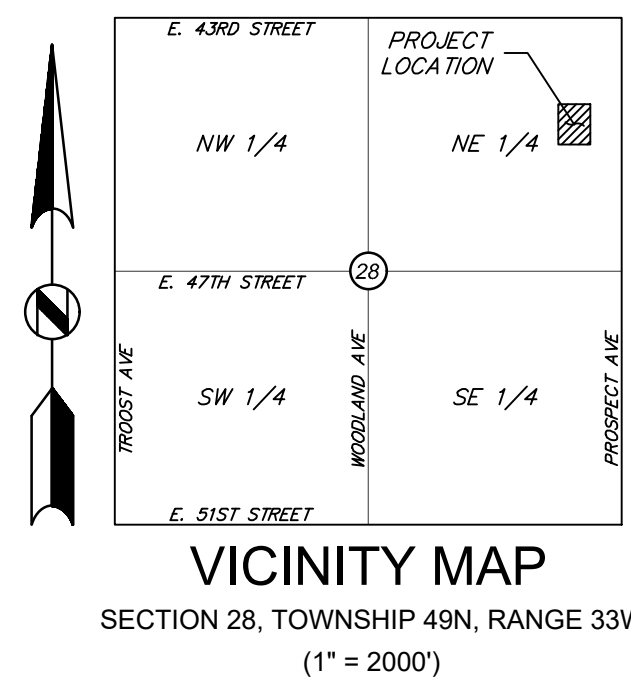 E. 43RD STREET
PROJECT
LOCATION
NW 1/4
NE 1/4
28
E. 47TH STREET
N
TROOST AVE
SW 1/4
WOODLAND AVE
SE 1/4
PROSPECT AVE
E. 51ST STREET
VICINITY MAP
SECTION 28, TOWNSHIP 49N, RANGE 33W
(1" = 2000')